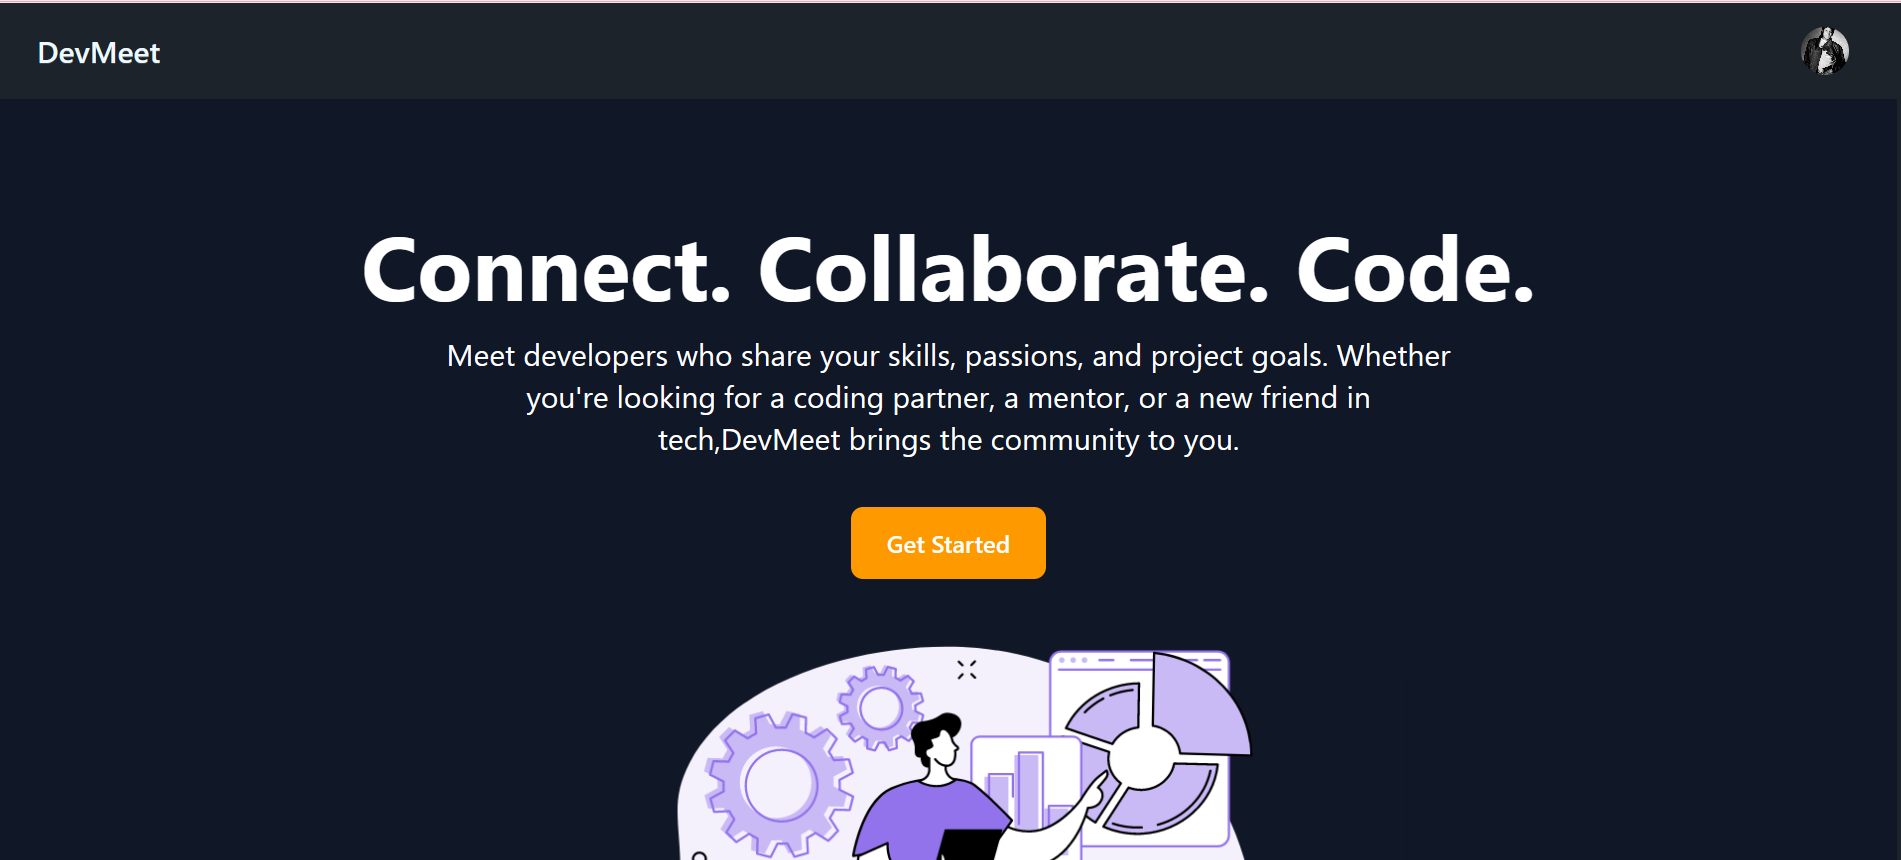 DevMeet
Connect. Collaborate. Code.
Meet developers who share your skills, passions, and project goals. Whether
you're looking for a coding partner, a mentor, or a new friend in
tech,DevMeet brings the community to you.
Get Started